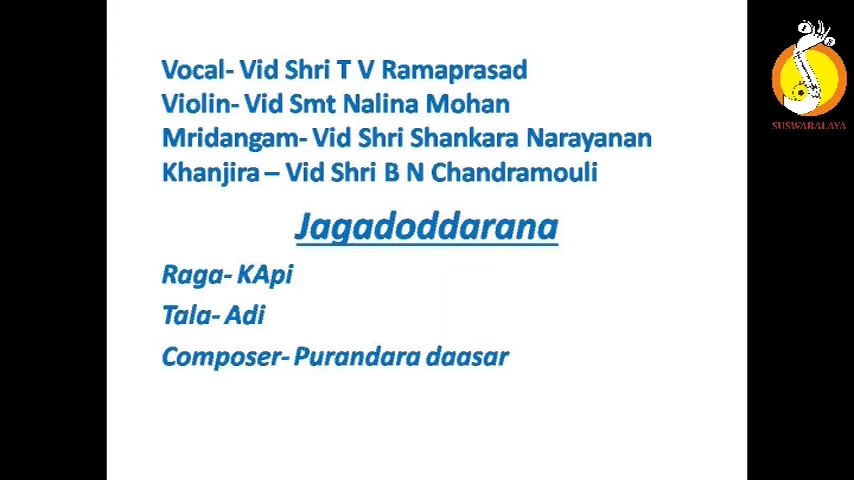 Vocal- Vid Shri T V Ramaprasad
Violin- Vid Smt Nalina Mohan
Mridangam- Vid Shri Shankara Narayanan
Khanjira – Vid Shri B N Chandramouli
Jagadoddarana
Raga- KApi
Tala- Adi
Composer- Purandara daasar
SUSWARALAYA